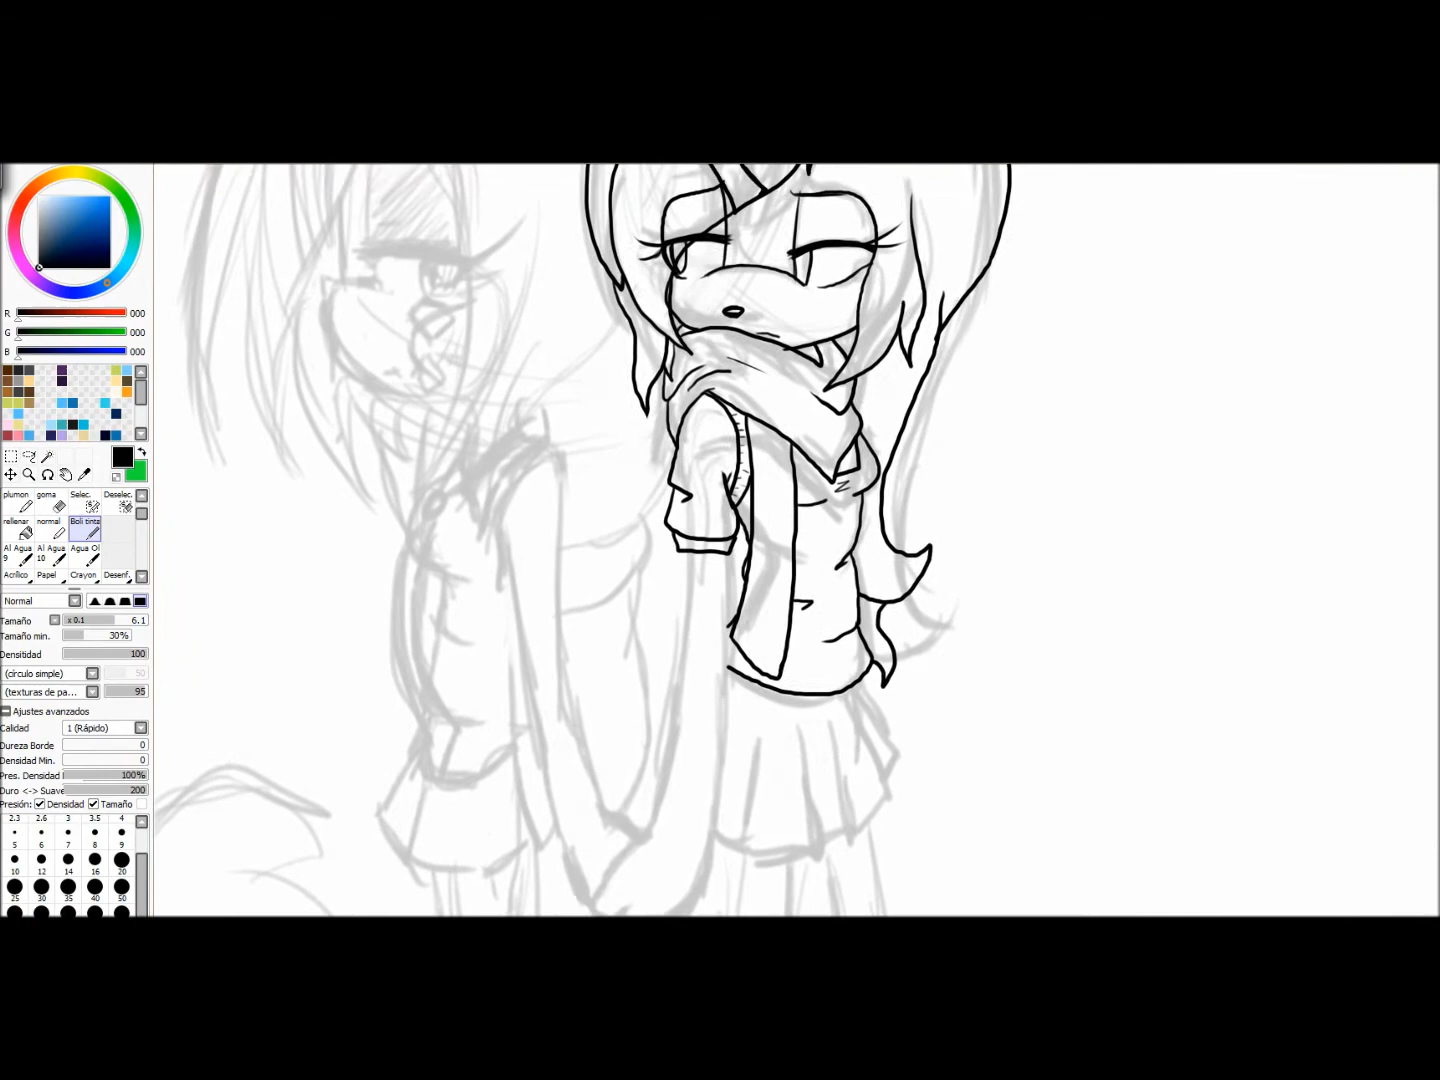 R 000
G 000
B 000
plumon goma Selec. Deselec.
rellenar normal Boli tinta
Al Agua 9 Al Agua 10 Agua Ol
Acrílico Papel Crayon Desenf.
Normal
Tamaño x 0.1 6.1
Tamaño min. 30%
Densitidad 100
(círculo simple) 50
(texturas de pa... 95
Ajustes avanzados
Calidad 1 (Rápido)
Dureza Borde 0
Densidad Min. 0
Pres. Densidad 100%
Duro <-> Suave 200
Presión: Densidad Tamaño
2.3 2.6 3 3.5 4
5 6 7 8 9
10 12 14 16 20
25 30 35 40 50